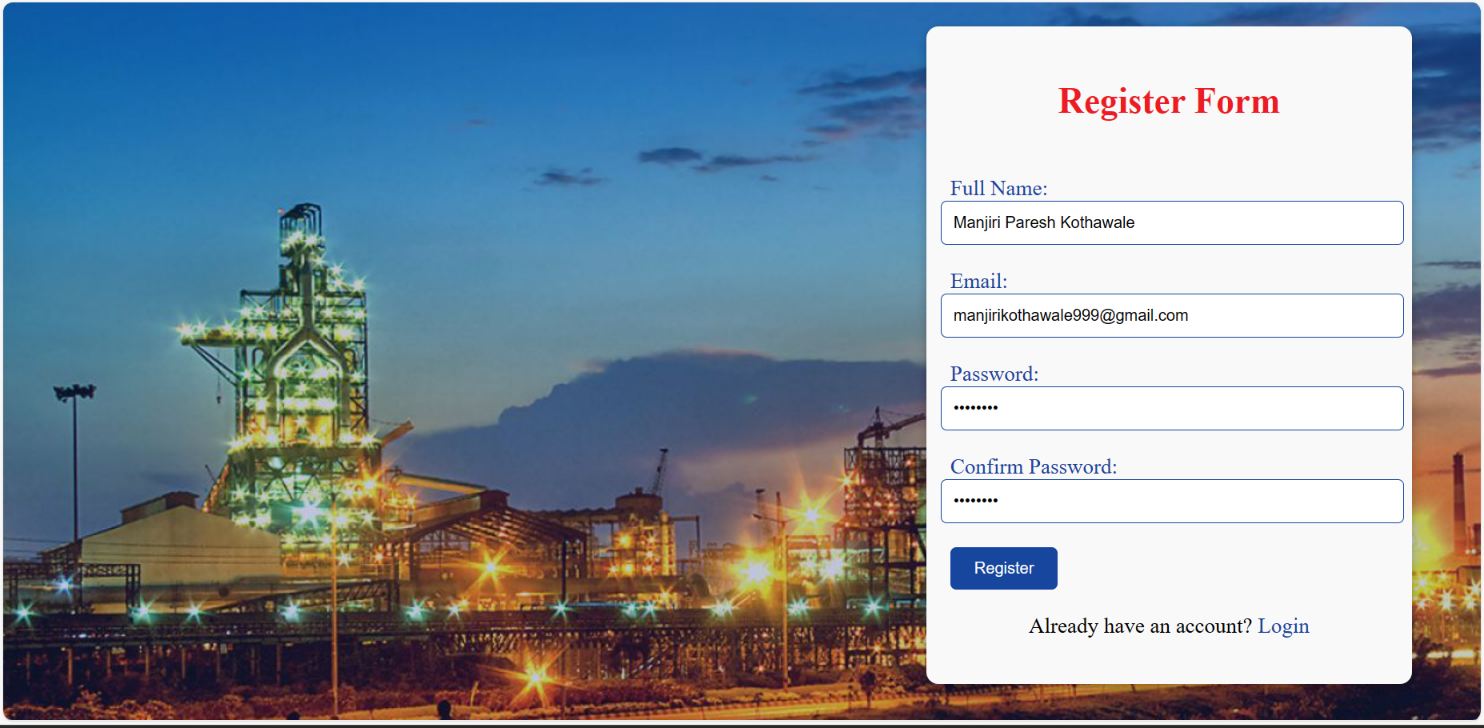 Register Form
Full Name:
Manjiri Paresh Kothawale
Email:
manjirikothawale999@gmail.com
Password:
••••••••
Confirm Password:
••••••••
Register
Already have an account? Login